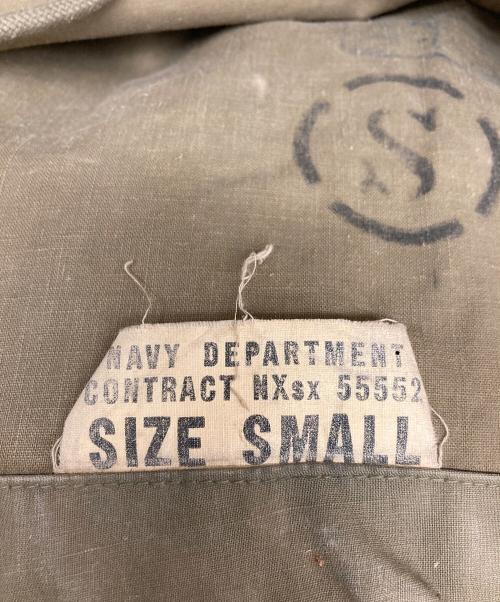 S
NAVY DEPARTMENT
CONTRACT NXsx 55552
SIZE SMALL